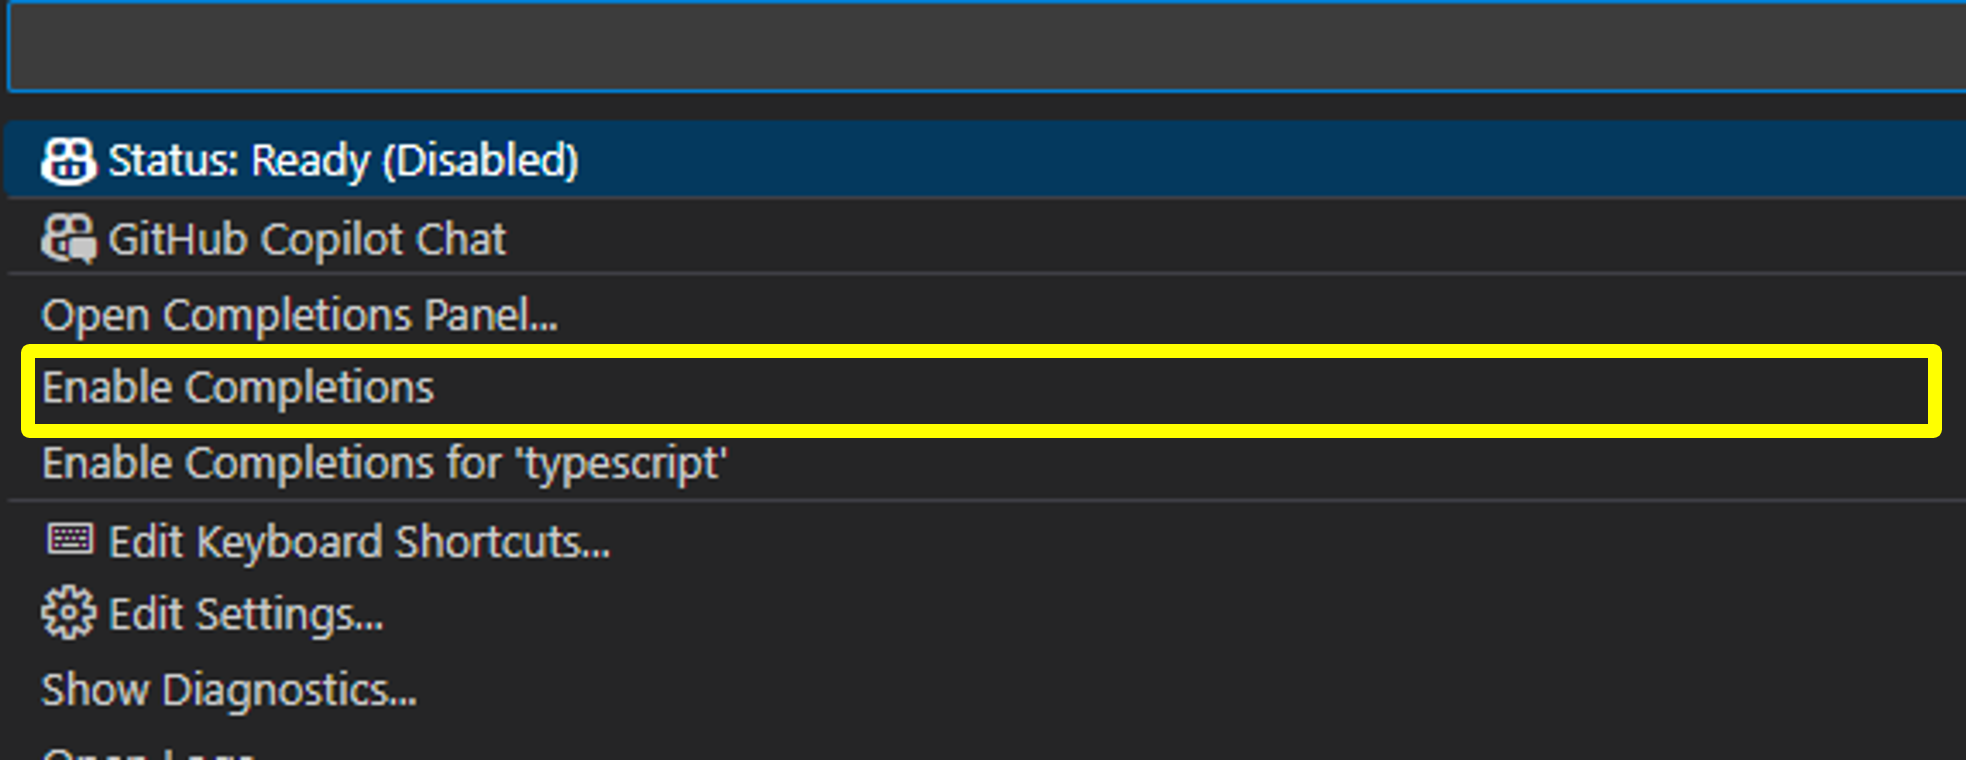 Status: Ready (Disabled)
GitHub Copilot Chat
Open Completions Panel...
Enable Completions
Enable Completions for 'typescript'
Edit Keyboard Shortcuts...
Edit Settings...
Show Diagnostics...